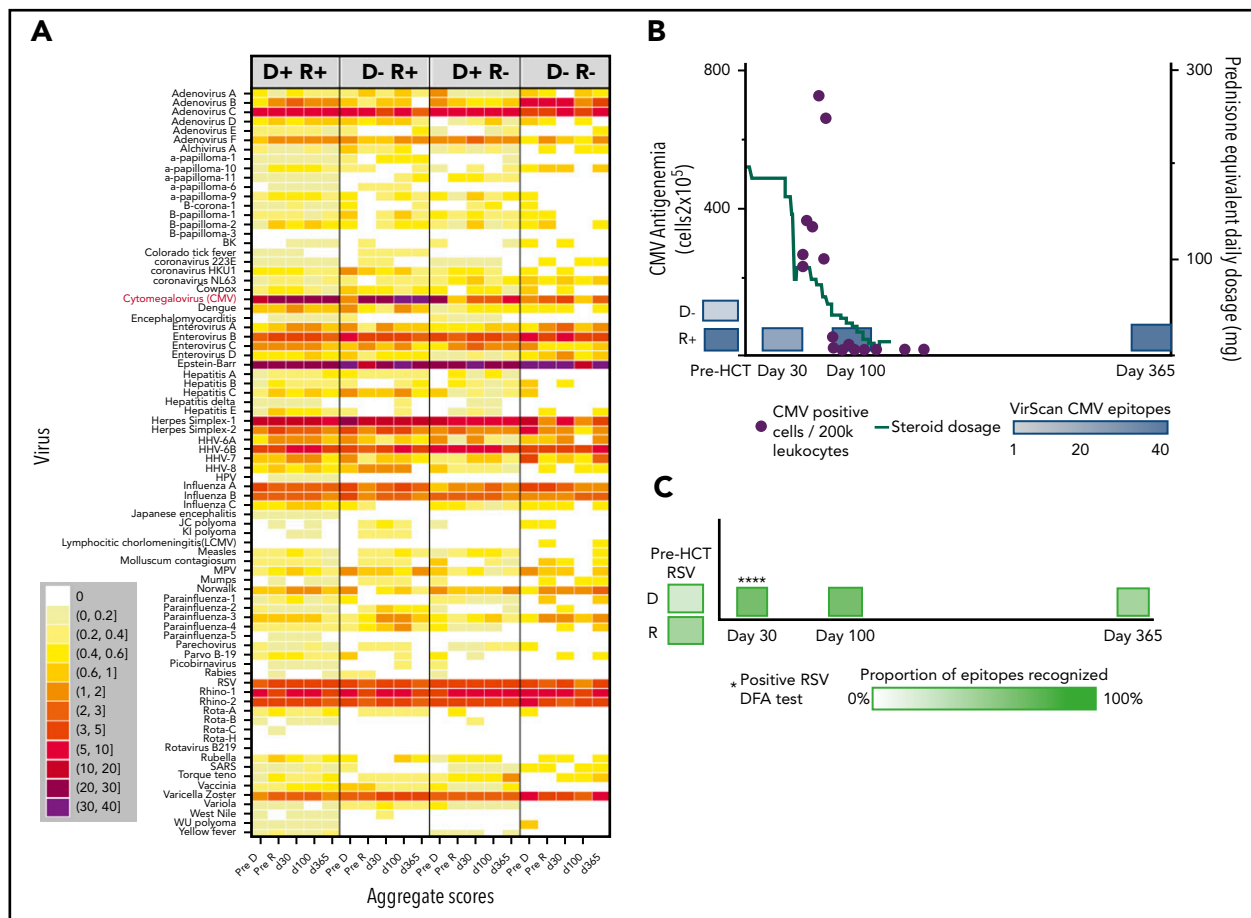 A
D+ R+
D- R+
D+ R-
D- R-
Virus
Adenovirus A
Adenovirus B
Adenovirus C
Adenovirus D
Adenovirus E
Adenovirus F
Alchivirus A
a-papilloma-1
a-papilloma-10
a-papilloma-11
a-papilloma-6
a-papilloma-9
B-corona-1
B-papilloma-1
B-papilloma-2
B-papilloma-3
BK
Colorado tick fever
coronavirus 223E
coronavirus HKU1
coronavirus NL63
Cowpox
Cytomegalovirus (CMV)
Dengue
Encephalomyocarditis
Enterovirus A
Enterovirus B
Enterovirus C
Enterovirus D
Epstein-Barr
Hepatitis A
Hepatitis B
Hepatitis C
Hepatitis delta
Hepatitis E
Herpes Simplex-1
Herpes Simplex-2
HHV-6A
HHV-6B
HHV-7
HHV-8
HPV
Influenza A
Influenza B
Influenza C
Japanese encephalitis
JC polyoma
KI polyoma
Lymphocitic chorlomeningitis(LCMV)
Measles
Molluscum contagiosum
MPV
Mumps
Norwalk
Parainfluenza-1
Parainfluenza-2
Parainfluenza-3
Parainfluenza-4
Parainfluenza-5
Parechovirus
Parvo B-19
Picobirnavirus
Rabies
RSV
Rhino-1
Rhino-2
Rota-A
Rota-B
Rota-C
Rota-H
Rotavirus B219
Rubella
SARS
Torque teno
Vaccinia
Varicella Zoster
Variola
West Nile
WU polyoma
Yellow fever
0
(0, 0.2]
(0.2, 0.4]
(0.4, 0.6]
(0.6, 1]
(1, 2]
(2, 3]
(3, 5]
(5, 10]
(10, 20]
(20, 30]
(30, 40]
Pre D Pre R d30 d100 d365 Pre D Pre R d30 d100 d365 Pre D Pre R d30 d100 d365 Pre D Pre R d30 d100 d365
Aggregate scores
B
800
400
CMV Antigenemia
(cells2x10⁵)
300
100
Prednisone equivalent daily dosage (mg)
D-
R+
Pre-HCT Day 30 Day 100 Day 365
CMV positive
cells / 200k
leukocytes
Steroid dosage
VirScan CMV epitopes
1 20 40
C
Pre-HCT
RSV
D
R
****
Day 30 Day 100 Day 365
*Positive RSV
DFA test
Proportion of epitopes recognized
0% 100%